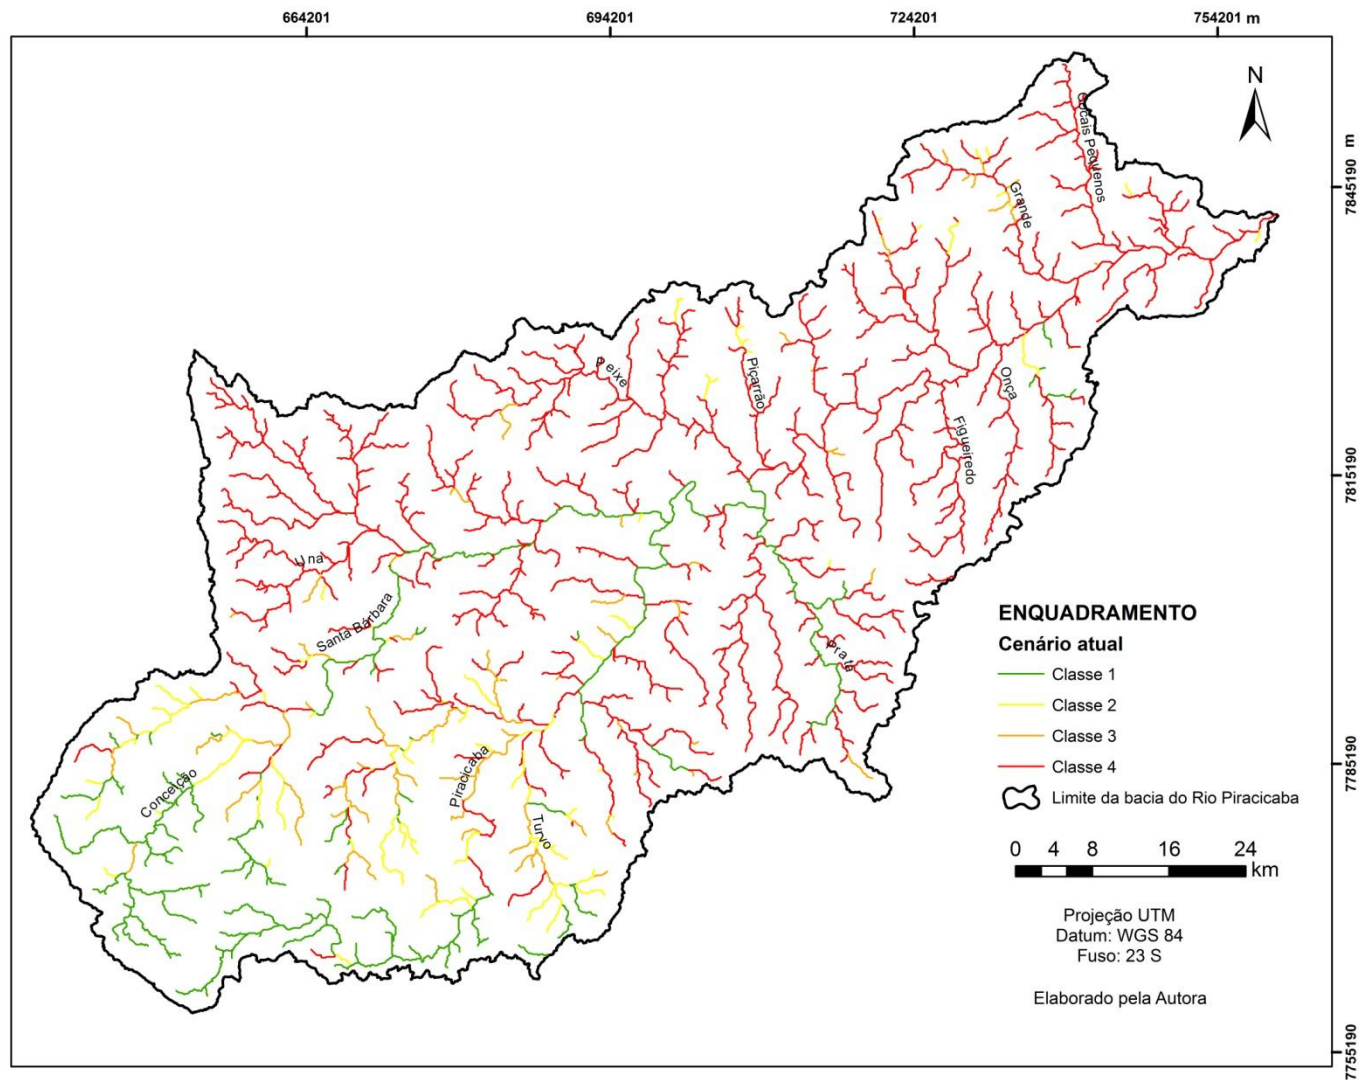 664201
694201
724201
754201 m
N
7845190 m
7815190
7785190
7755190
Cocais Pequenos
Grande
Peixe
Piçarrão
Onça
Figueiredo
Una
Santa Bárbara
Prata
Conceição
Piracicaba
Turvo
ENQUADRAMENTO
Cenário atual
Classe 1
Classe 2
Classe 3
Classe 4
Limite da bacia do Rio Piracicaba
0 4 8 16 24
km
Projeção UTM
Datum: WGS 84
Fuso: 23 S
Elaborado pela Autora